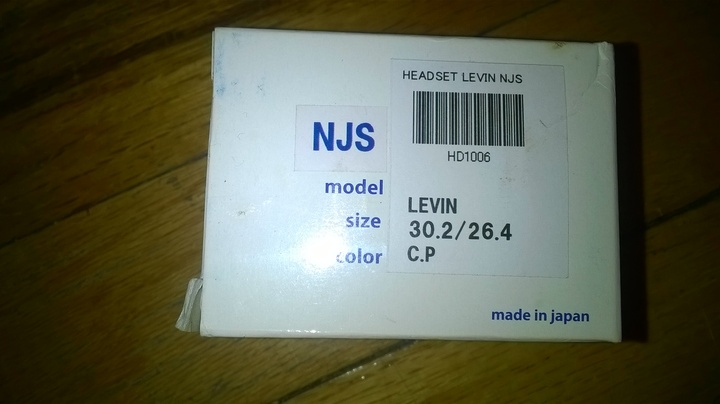 HEADSET LEVIN NJS
HD1006
NJS
model LEVIN
size 30.2/26.4
color C.P
made in japan